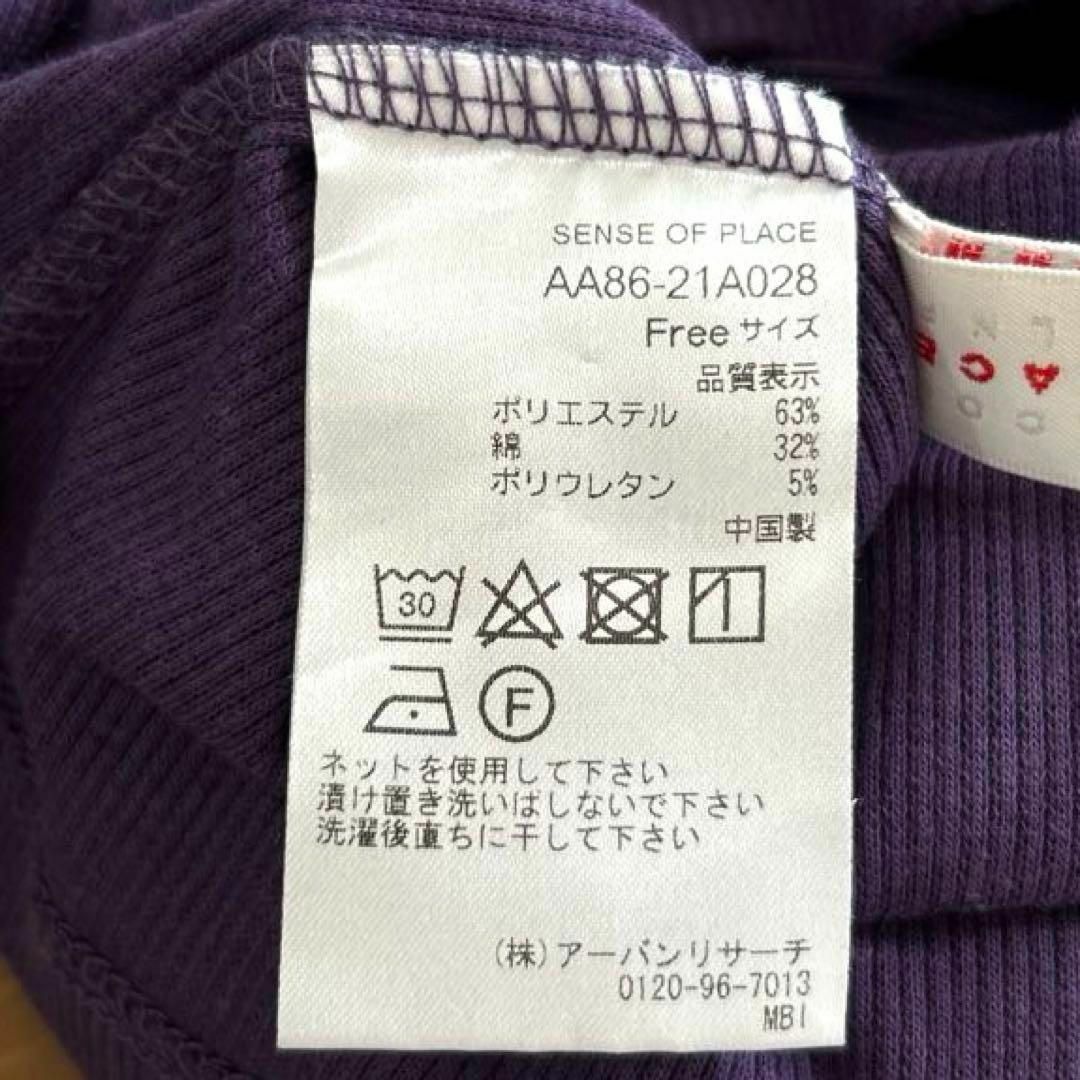 SENSE OF PLACE
AA86-21A028
Free サイズ
品質表示
ポリエステル 63%
綿 32%
ポリウレタン 5%
中国製
30
F
ネットを使用して下さい
漬け置き洗いはしないで下さい
洗濯後直ちに干して下さい
(株)アーバンリサーチ
0120-96-7013
MBI